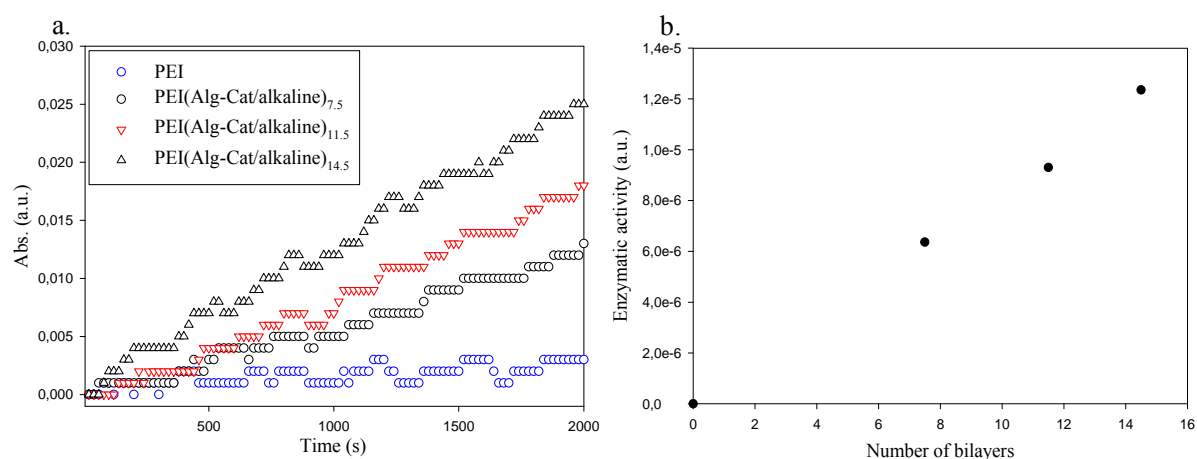 a.
0,030
0,025
0,020
0,015
0,010
0,005
0,000
Abs. (a.u.)
PEI
PEI(Alg-Cat/alkaline)7.5
PEI(Alg-Cat/alkaline)11.5
PEI(Alg-Cat/alkaline)14.5
500 1000 1500 2000
Time (s)
b.
1,4e-5
1,2e-5
1,0e-5
8,0e-6
6,0e-6
4,0e-6
2,0e-6
0,0
Enzymatic activity (a.u.)
0 2 4 6 8 10 12 14 16
Number of bilayers